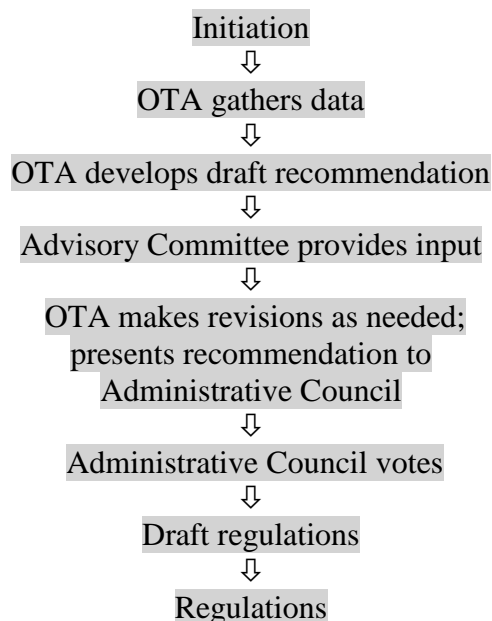 Initiation
⇩
OTA gathers data
⇩
OTA develops draft recommendation
⇩
Advisory Committee provides input
⇩
OTA makes revisions as needed;
presents recommendation to
Administrative Council
⇩
Administrative Council votes
⇩
Draft regulations
⇩
Regulations